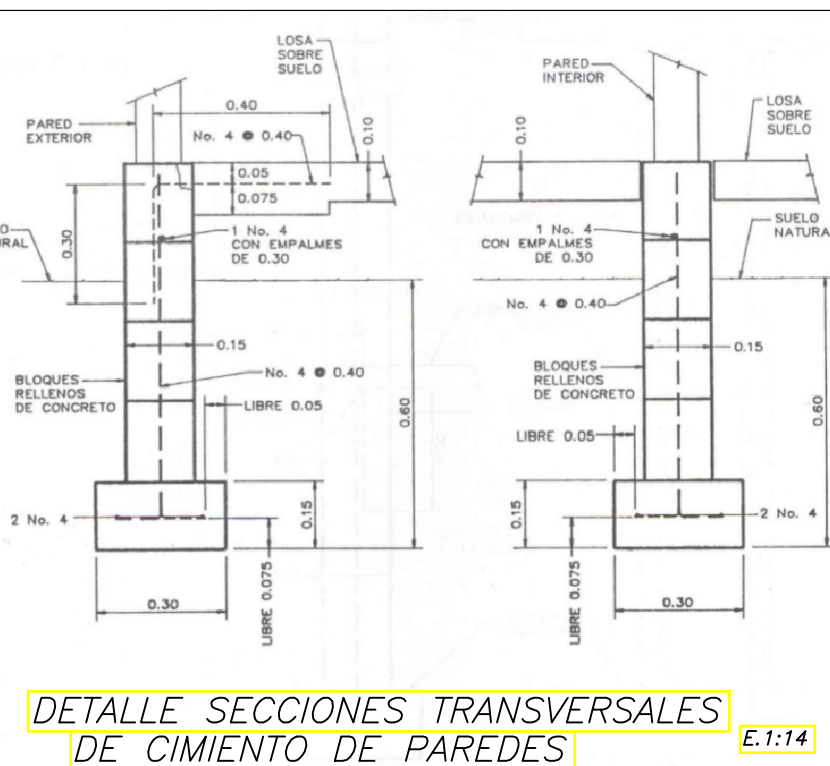 LOSA
SOBRE
SUELO
0.40
PARED
EXTERIOR
No. 4 @ 0.40
0.10
0.05
0.075
0.30
1 No. 4
CON EMPALMES
DE 0.30
0.15
No. 4 @ 0.40
BLOQUES
RELLENOS
DE CONCRETO
LIBRE 0.05
0.60
2 No. 4
0.15
LIBRE 0.075
0.30
PARED
INTERIOR
LOSA
SOBRE
SUELO
0.10
1 No. 4
CON EMPALMES
DE 0.30
SUELO
NATURA
No. 4 @ 0.40
0.15
BLOQUES
RELLENOS
DE CONCRETO
LIBRE 0.05
0.60
0.15
2 No. 4
LIBRE 0.075
0.30
DETALLE SECCIONES TRANSVERSALES
DE CIMIENTO DE PAREDES
E.1:14